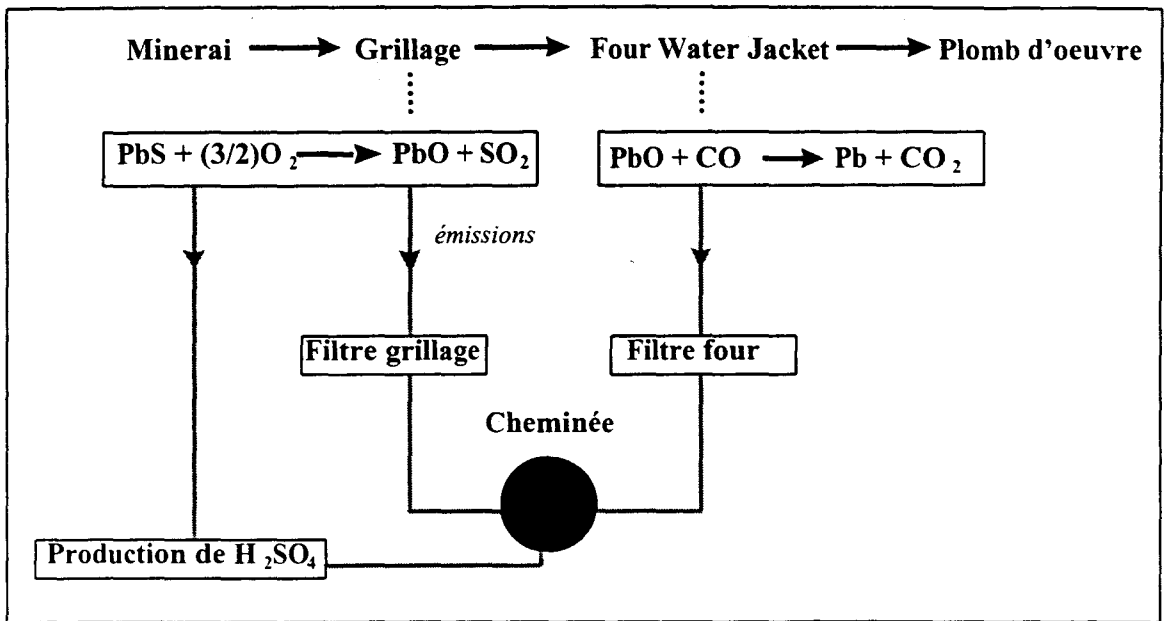 Minerai Grillage Four Water Jacket Plomb d'oeuvre
PbS + (3/2)O₂ PbO + SO₂ PbO + CO Pb + CO₂
émissions
Filtre grillage Filtre four
Cheminée
Production de H₂SO₄